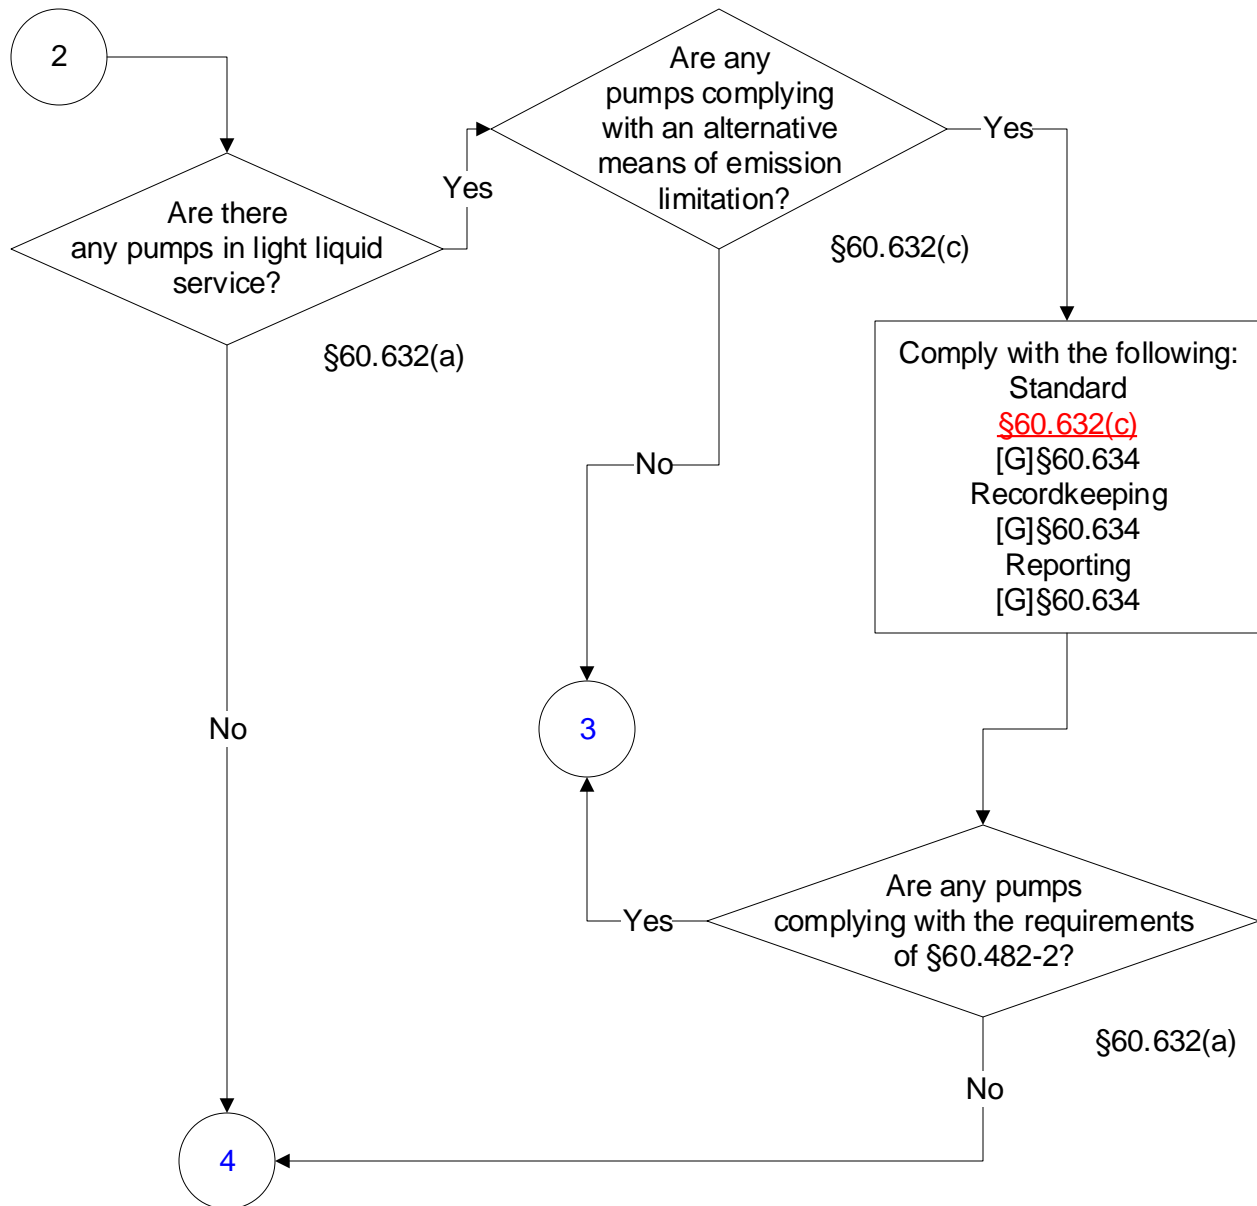 2
Are there
any pumps in light liquid
service?
§60.632(a)
Yes
Are any
pumps complying
with an alternative
means of emission
limitation?
§60.632(c)
Yes
Comply with the following:
Standard
§60.632(c)
[G]§60.634
Recordkeeping
[G]§60.634
Reporting
[G]§60.634
No
3
No
Yes
Are any pumps
complying with the requirements
of §60.482-2?
§60.632(a)
No
4